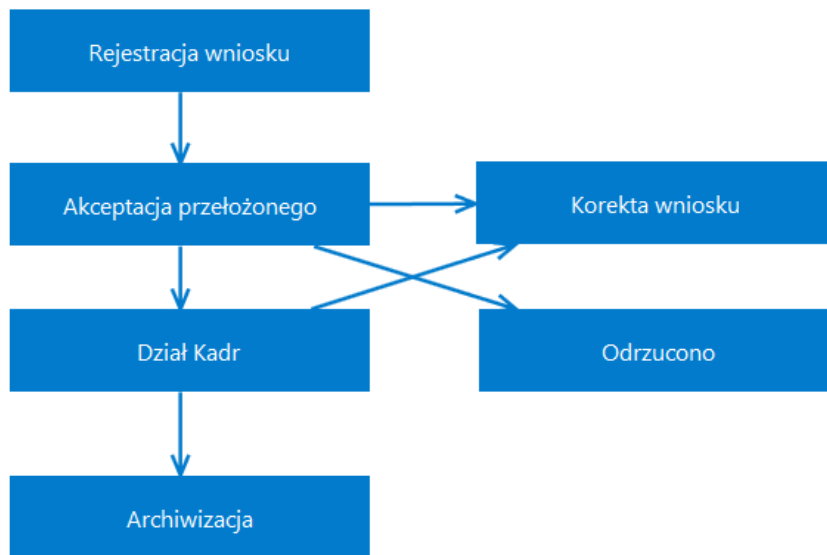 Rejestracja wniosku
Akceptacja przełożonego
Korekta wniosku
Dział Kadr
Odrzucono
Archiwizacja